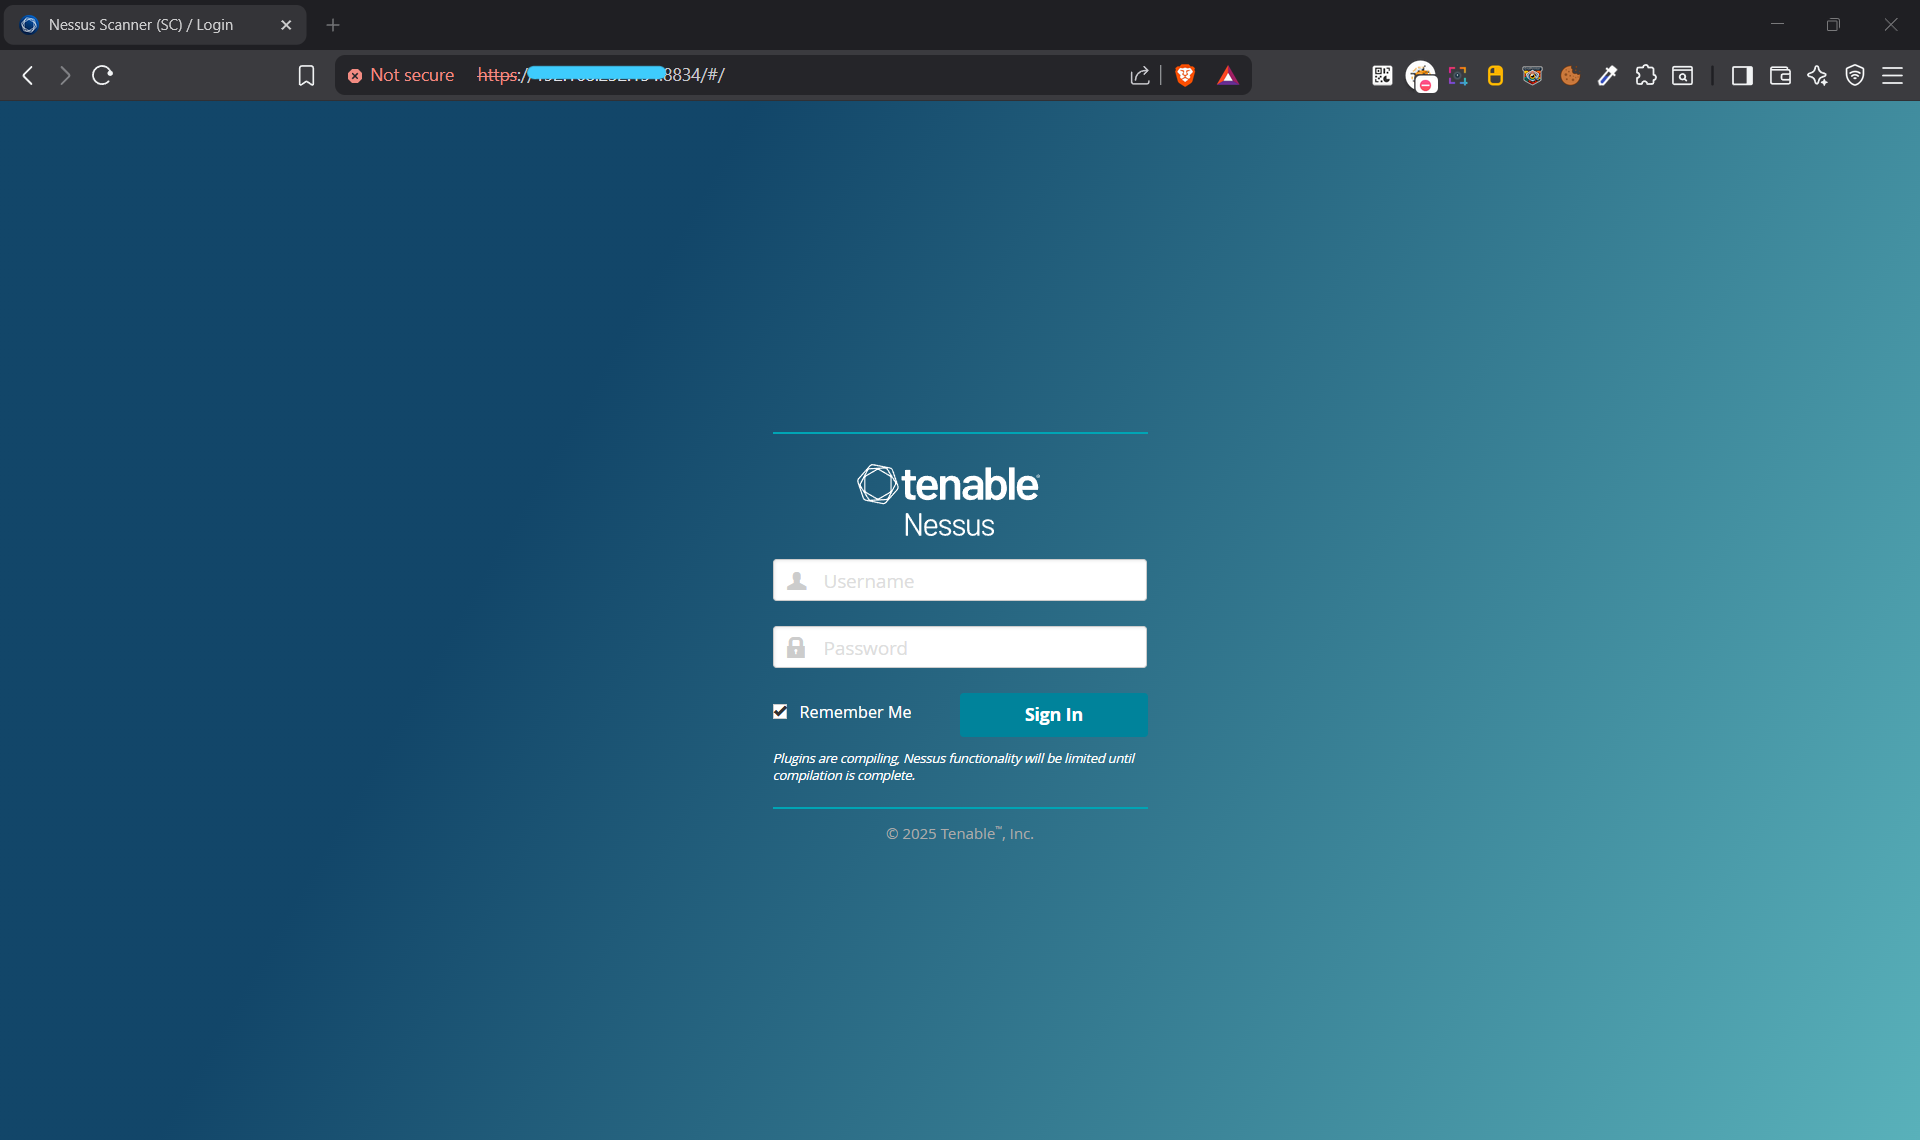 Nessus Scanner (SC) / Login
Not secure https:// 8834/#/
tenable
Nessus
Username
Password
Remember Me
Sign In
Plugins are compiling, Nessus functionality will be limited until
compilation is complete.
© 2025 Tenable™, Inc.